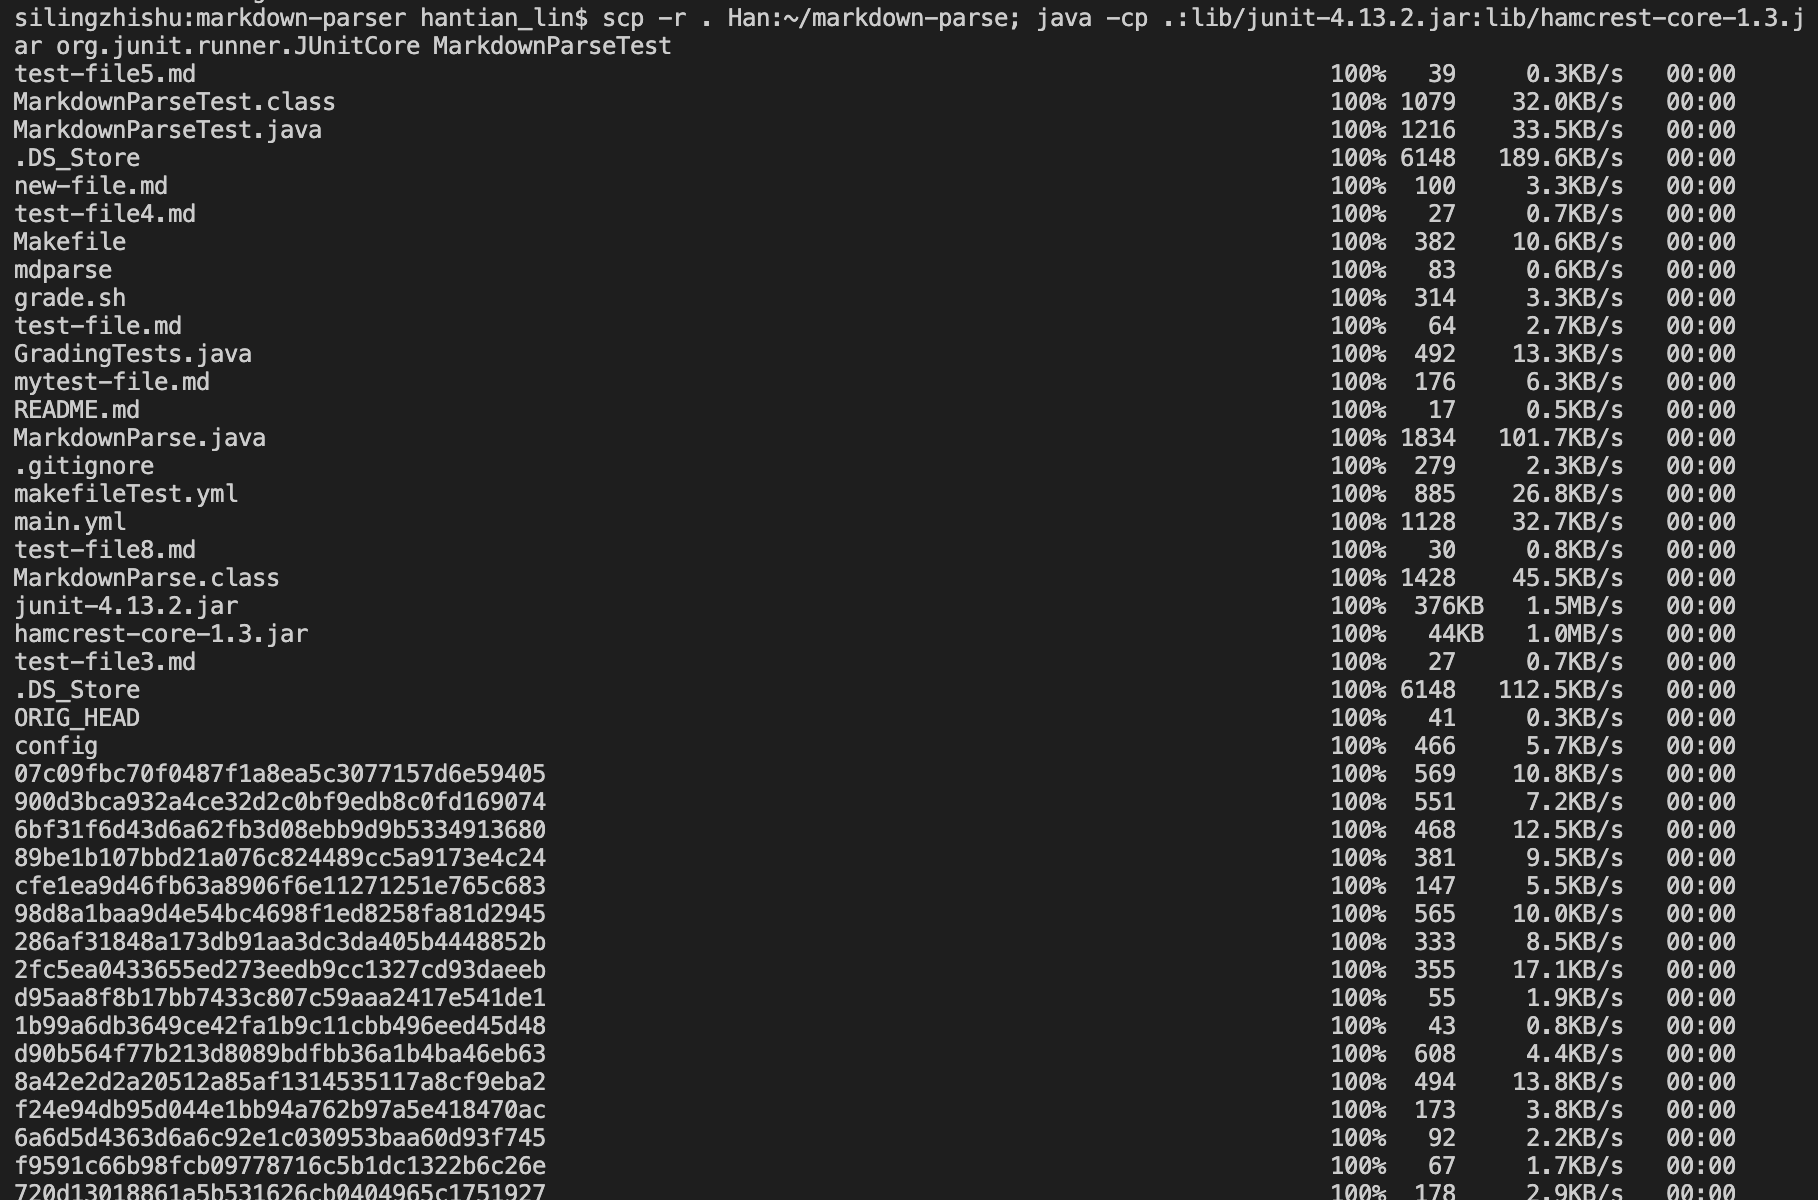 silingzhishu:markdown-parser hantian_lin$ scp -r . Han:~/markdown-parse; java -cp .:lib/junit-4.13.2.jar:lib/hamcrest-core-1.3.j
ar org.junit.runner.JUnitCore MarkdownParseTest
test-file5.md 100% 39 0.3KB/s 00:00
MarkdownParseTest.class 100% 1079 32.0KB/s 00:00
MarkdownParseTest.java 100% 1216 33.5KB/s 00:00
.DS_Store 100% 6148 189.6KB/s 00:00
new-file.md 100% 100 3.3KB/s 00:00
test-file4.md 100% 27 0.7KB/s 00:00
Makefile 100% 382 10.6KB/s 00:00
mdparse 100% 83 0.6KB/s 00:00
grade.sh 100% 314 3.3KB/s 00:00
test-file.md 100% 64 2.7KB/s 00:00
GradingTests.java 100% 492 13.3KB/s 00:00
mytest-file.md 100% 176 6.3KB/s 00:00
README.md 100% 17 0.5KB/s 00:00
MarkdownParse.java 100% 1834 101.7KB/s 00:00
.gitignore 100% 279 2.3KB/s 00:00
makefileTest.yml 100% 885 26.8KB/s 00:00
main.yml 100% 1128 32.7KB/s 00:00
test-file8.md 100% 30 0.8KB/s 00:00
MarkdownParse.class 100% 1428 45.5KB/s 00:00
junit-4.13.2.jar 100% 376KB 1.5MB/s 00:00
hamcrest-core-1.3.jar 100% 44KB 1.0MB/s 00:00
test-file3.md 100% 27 0.7KB/s 00:00
.DS_Store 100% 6148 112.5KB/s 00:00
ORIG_HEAD 100% 41 0.3KB/s 00:00
config 100% 466 5.7KB/s 00:00
07c09fbc70f0487f1a8ea5c3077157d6e59405 100% 569 10.8KB/s 00:00
900d3bca932a4ce32d2c0bf9edb8c0fd169074 100% 551 7.2KB/s 00:00
6bf31f6d43d6a62fb3d08ebb9d9b5334913680 100% 468 12.5KB/s 00:00
89be1b107bbd21a076c824489cc5a9173e4c24 100% 381 9.5KB/s 00:00
cfe1ea9d46fb63a8906f6e11271251e765c683 100% 147 5.5KB/s 00:00
98d8a1baa9d4e54bc4698f1ed8258fa81d2945 100% 565 10.0KB/s 00:00
286af31848a173db91aa3dc3da405b4448852b 100% 333 8.5KB/s 00:00
2fc5ea0433655ed273eedb9cc1327cd93daeeb 100% 355 17.1KB/s 00:00
d95aa8f8b17bb7433c807c59aaa2417e541de1 100% 55 1.9KB/s 00:00
1b99a6db3649ce42fa1b9c11cbb496eed45d48 100% 43 0.8KB/s 00:00
d90b564f77b213d8089bdfbb36a1b4ba46eb63 100% 608 4.4KB/s 00:00
8a42e2d2a20512a85af1314535117a8cf9eba2 100% 494 13.8KB/s 00:00
f24e94db95d044e1bb94a762b97a5e418470ac 100% 173 3.8KB/s 00:00
6a6d5d4363d6a6c92e1c030953baa60d93f745 100% 92 2.2KB/s 00:00
f9591c66b98fcb09778716c5b1dc1322b6c26e 100% 67 1.7KB/s 00:00
720d13018861a5b531626cb0404965c1751927 100% 178 2.9KB/s 00:00